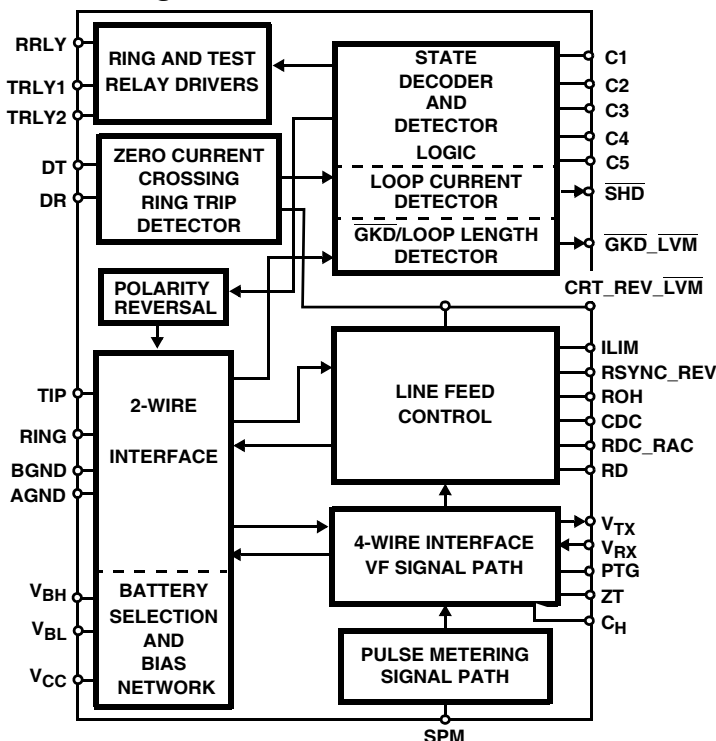 RRLY
TRLY1
TRLY2
DT
DR
TIP
RING
BGND
AGND
VBH
VBL
VCC
RING AND TEST
RELAY DRIVERS
ZERO CURRENT
CROSSING
RING TRIP
DETECTOR
POLARITY
REVERSAL
2-WIRE
INTERFACE
BATTERY
SELECTION
AND
BIAS
NETWORK
STATE
DECODER
AND
DETECTOR
LOGIC
LOOP CURRENT
DETECTOR
GKD/LOOP LENGTH
DETECTOR
LINE FEED
CONTROL
4-WIRE INTERFACE
VF SIGNAL PATH
PULSE METERING
SIGNAL PATH
C1
C2
C3
C4
C5
SHD
GKD_LVM
CRT_REV_LVM
ILIM
RSYNC_REV
ROH
CDC
RDC_RAC
RD
VTX
VRX
PTG
ZT
CH
SPM